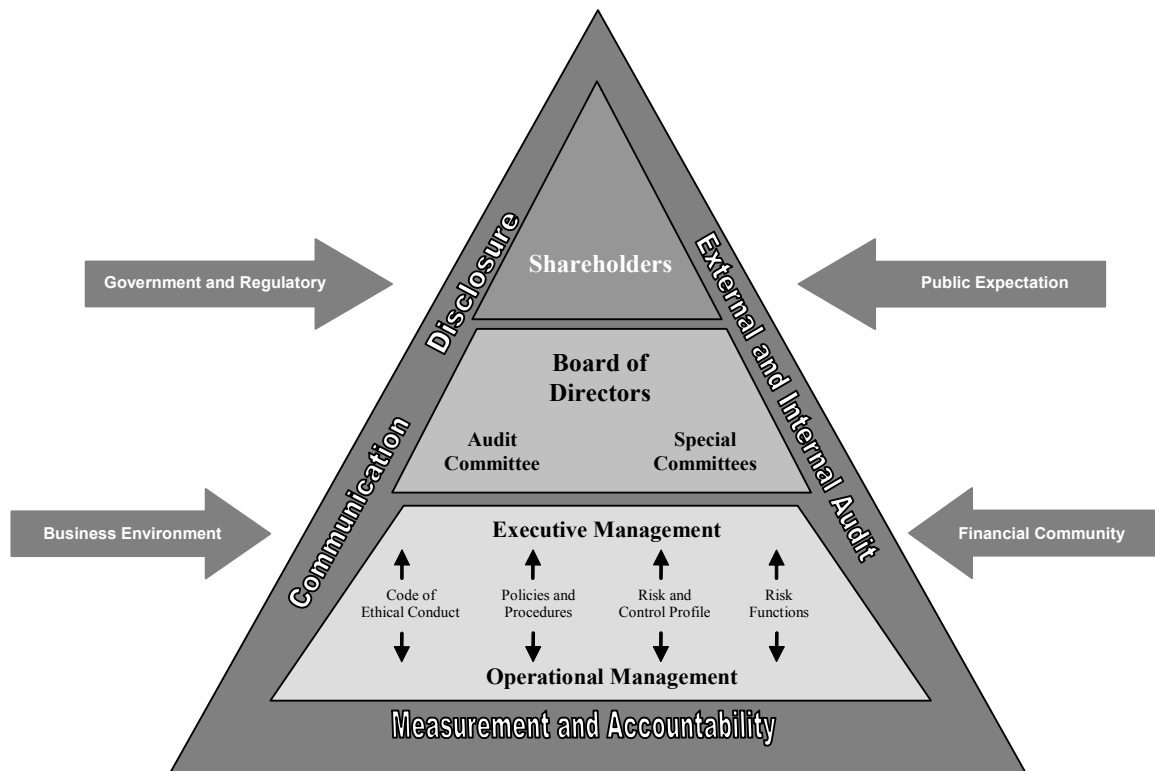 Disclosure
Communication
External and Internal Audit
Shareholders
Government and Regulatory
Public Expectation
Board of
Directors
Audit
Committee
Special
Committees
Business Environment
Financial Community
Executive Management
Code of
Ethical Conduct
Policies and
Procedures
Risk and
Control Profile
Risk
Functions
Operational Management
Measurement and Accountability